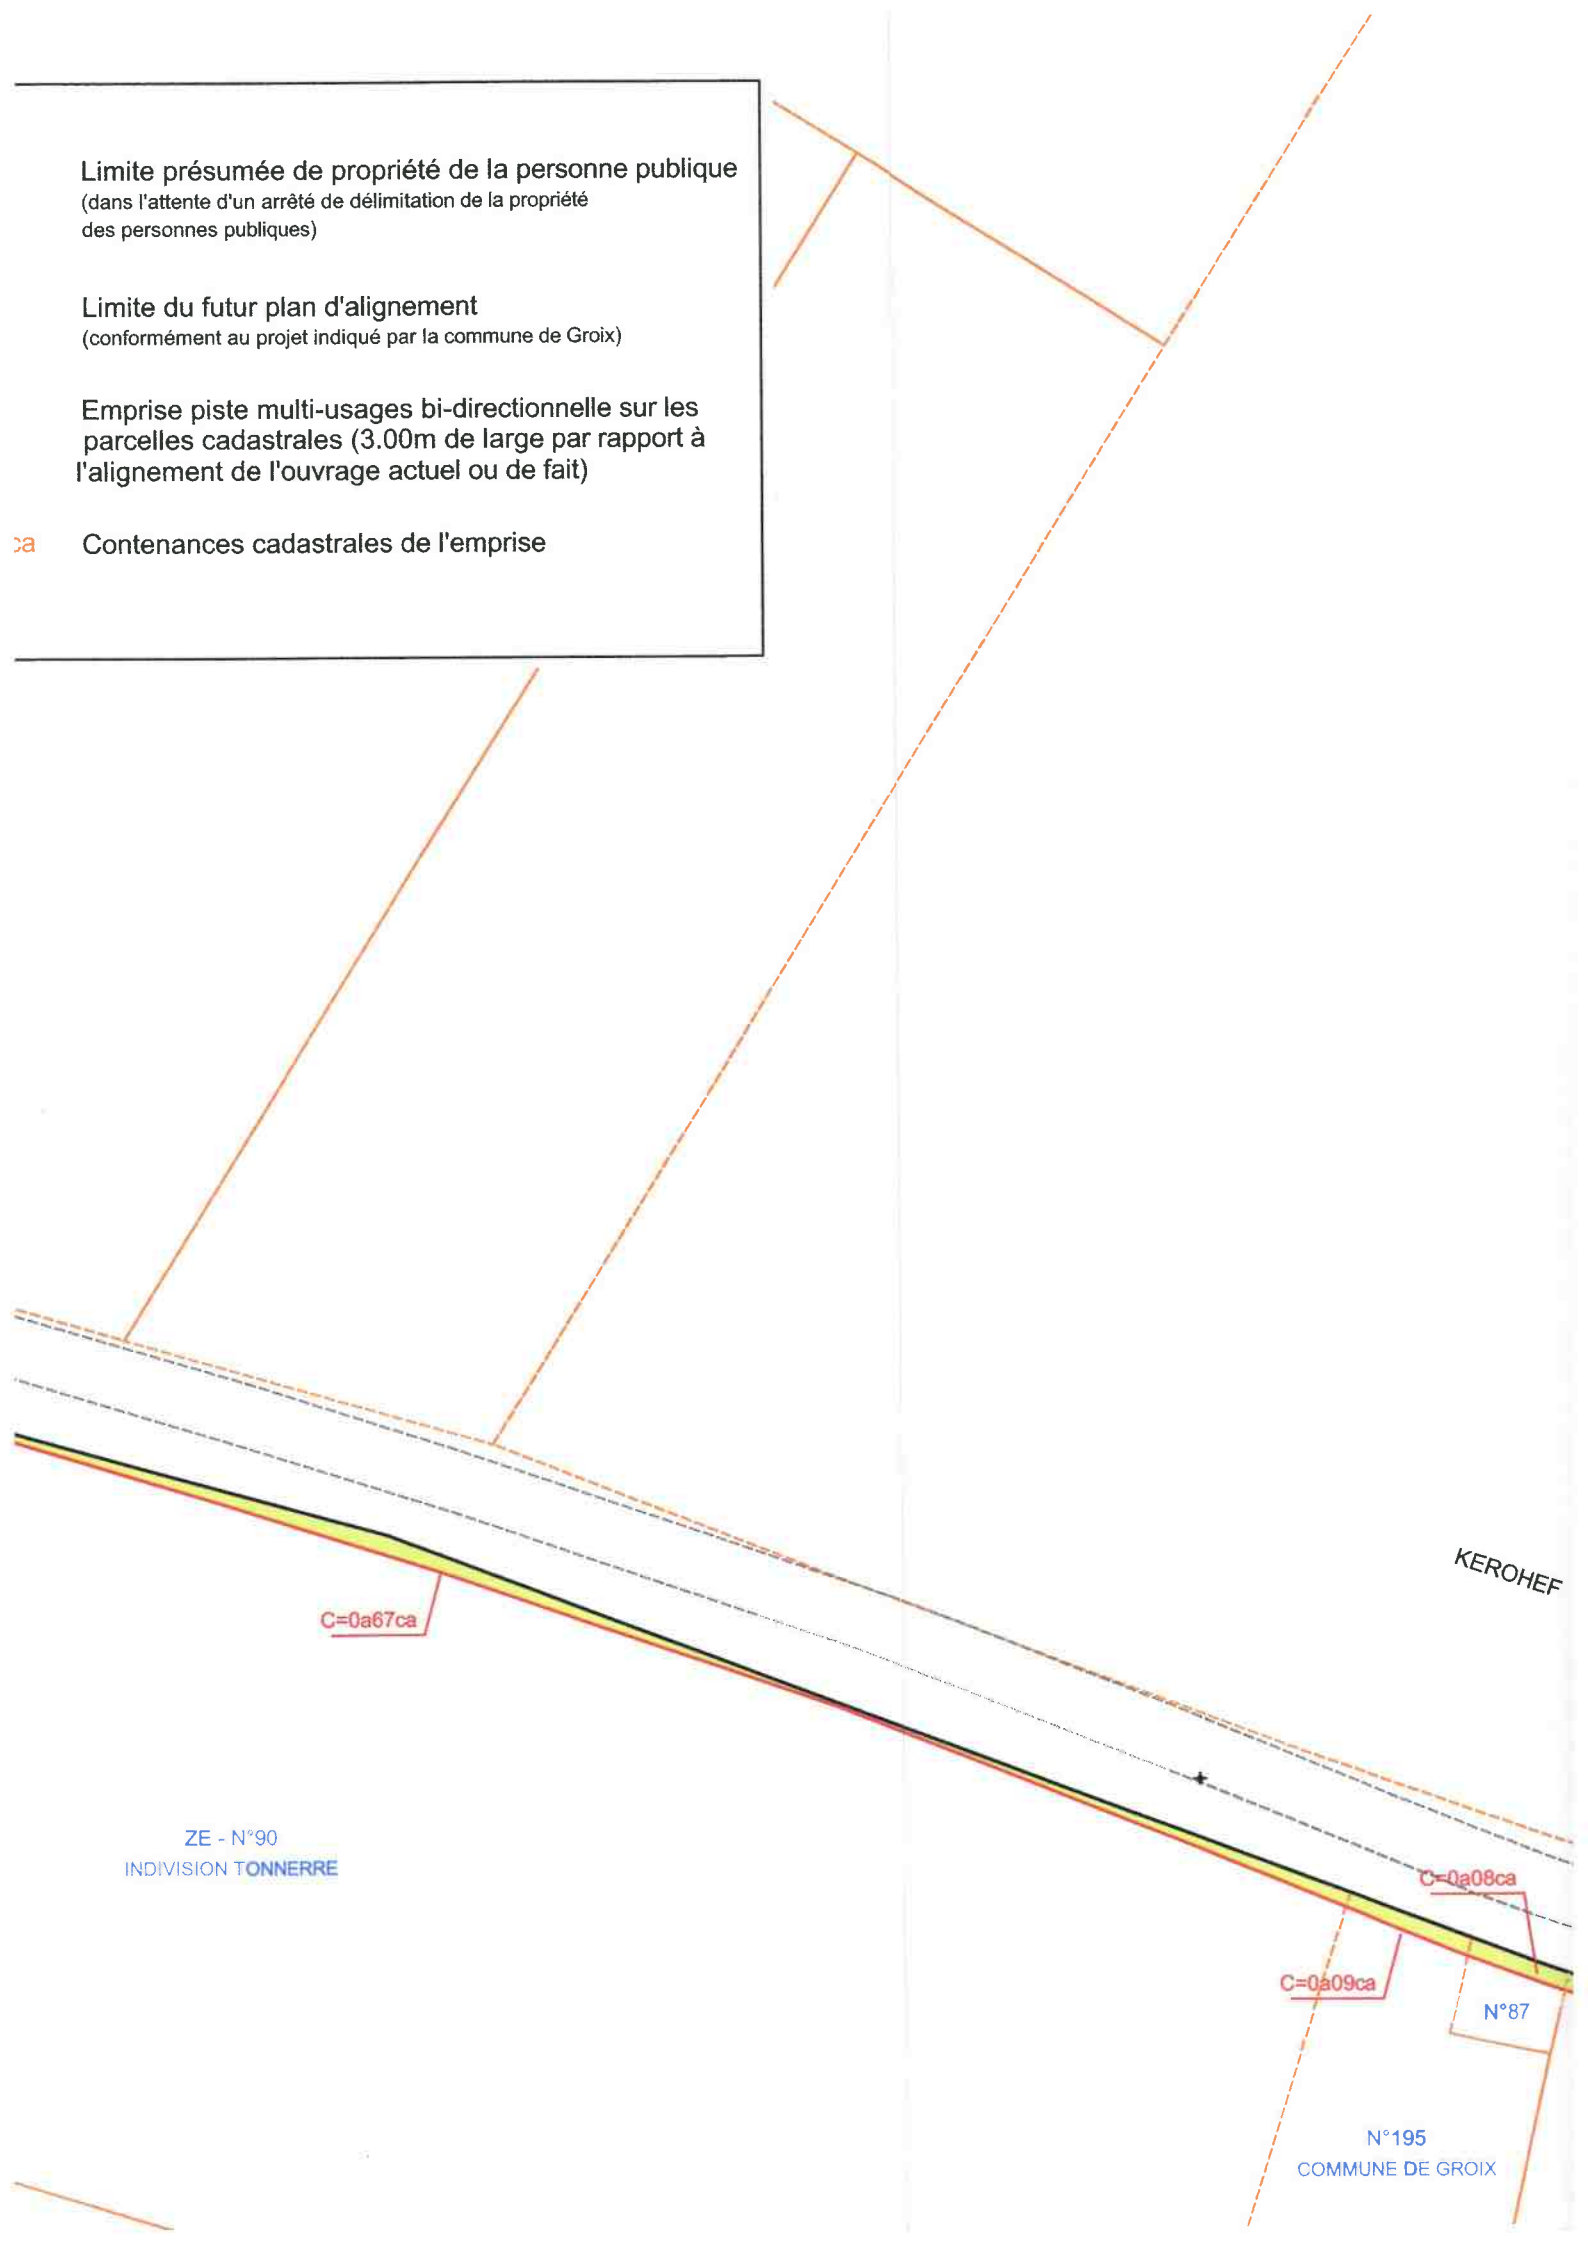 Limite présumée de propriété de la personne publique
(dans l'attente d'un arrêté de délimitation de la propriété
des personnes publiques)
Limite du futur plan d'alignement
(conformément au projet indiqué par la commune de Groix)
Emprise piste multi-usages bi-directionnelle sur les
parcelles cadastrales (3.00m de large par rapport à
l'alignement de l'ouvrage actuel ou de fait)
ca Contenances cadastrales de l'emprise
KEROHEF
C=0a67ca
ZE - N°90
INDIVISION TONNERRE
C=0a08ca
C=0a09ca
N°87
N°195
COMMUNE DE GROIX